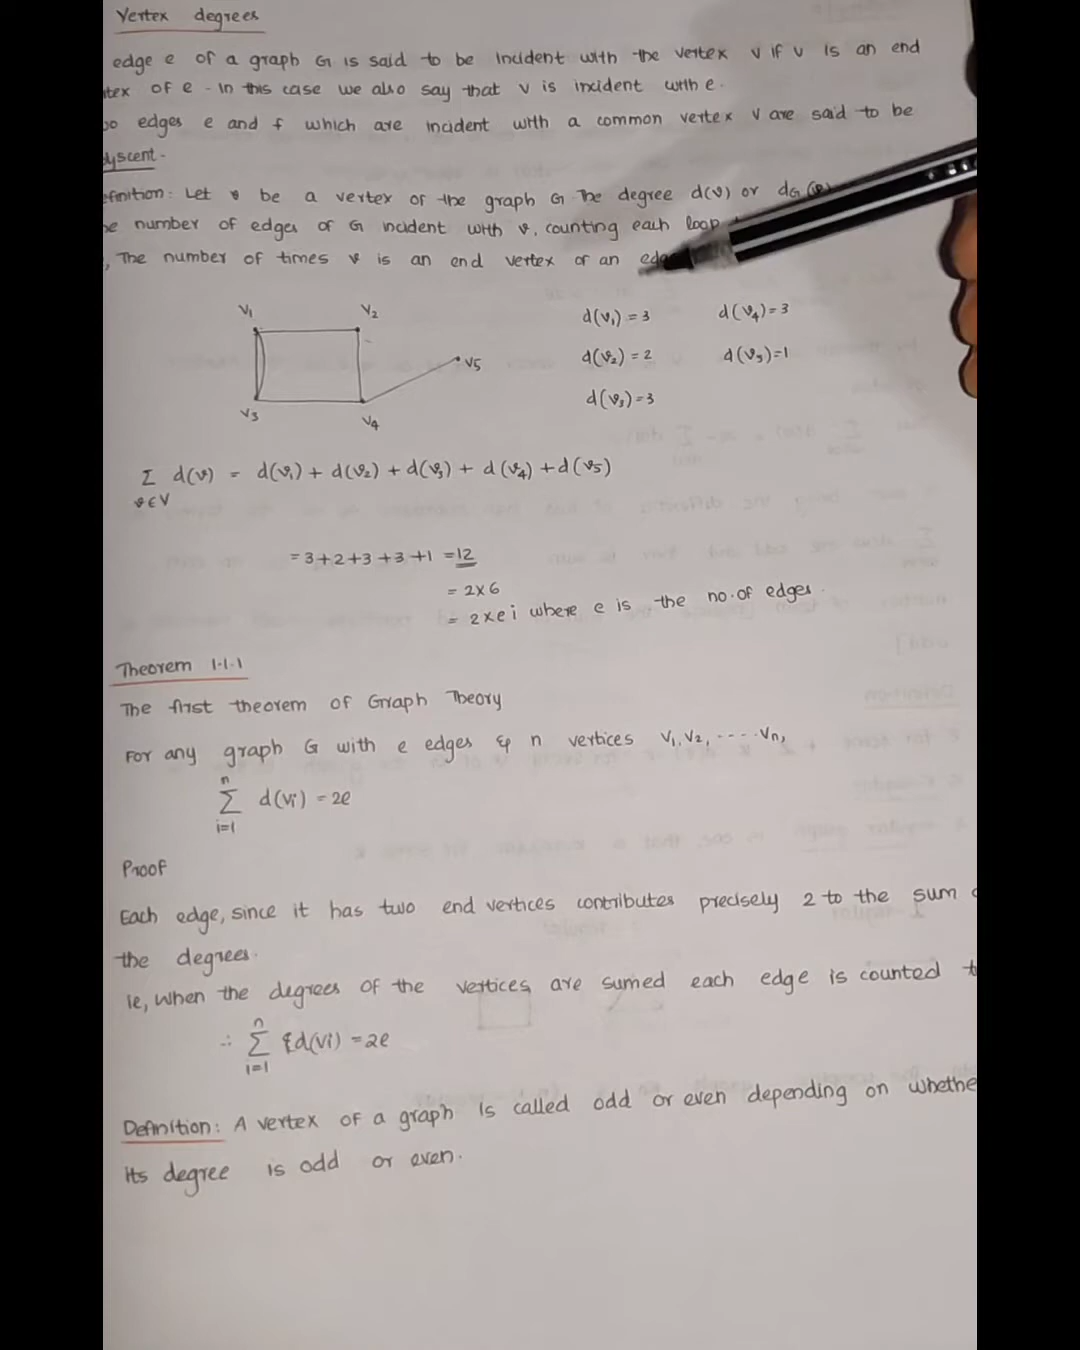 Vertex degrees
edge e of a graph G is said to be incident with the vertex v if v is an end
tex of e - In this case we also say that v is incident with e.
edges e and f which are incident with a common vertex v are said to be
yscent-
efinition: Let v be a vertex of the graph G The degree d(v) or dG(v)
e number of edges of G incident with v, counting each loop
, The number of times v is an end vertex of an edge
V1 V2
V5
V3 V4
d(v1)=3 d(v4)=3
d(v2)=2 d(v5)=1
d(v3)=3
Σ d(v) = d(v1) + d(v2) + d(v3) + d(v4) + d(v5)
v∈V
= 3+2+3+3+1 =12
= 2×6
= 2×e ; where e is the no.of edges.
Theorem 1.1.1
The first theorem of Graph Theory
For any graph G with e edges & n vertices V1,V2,....Vn,
n
Σ d(vi) = 2e
i=1
Proof
Each edge, since it has two end vertices contributes precisely 2 to the sum
the degrees.
ie, when the degrees of the vertices are sumed each edge is counted
n
∴ Σ d(vi) = 2e
i=1
Definition: A vertex of a graph is called odd or even depending on whethe
its degree is odd or even.